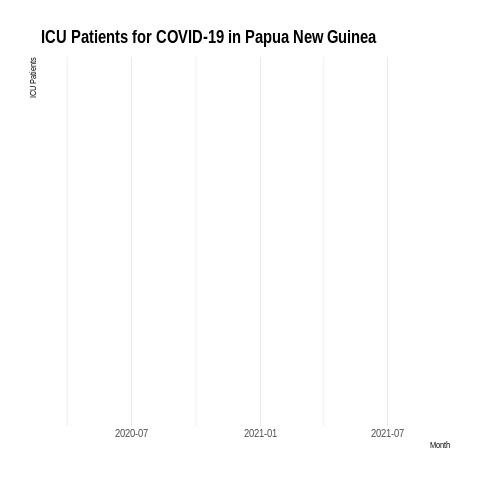 ICU Patients for COVID-19 in Papua New Guinea
ICU Patients
2020-07
2021-01
2021-07
Month